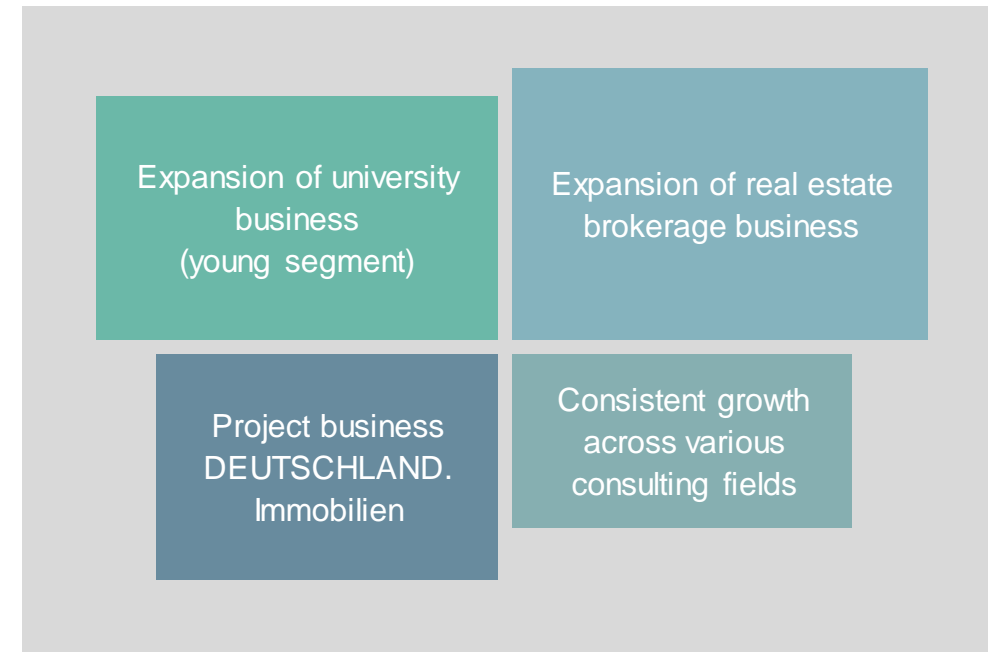 Expansion of university
business
(young segment)
Expansion of real estate
brokerage business
Project business
DEUTSCHLAND.
Immobilien
Consistent growth
across various
consulting fields